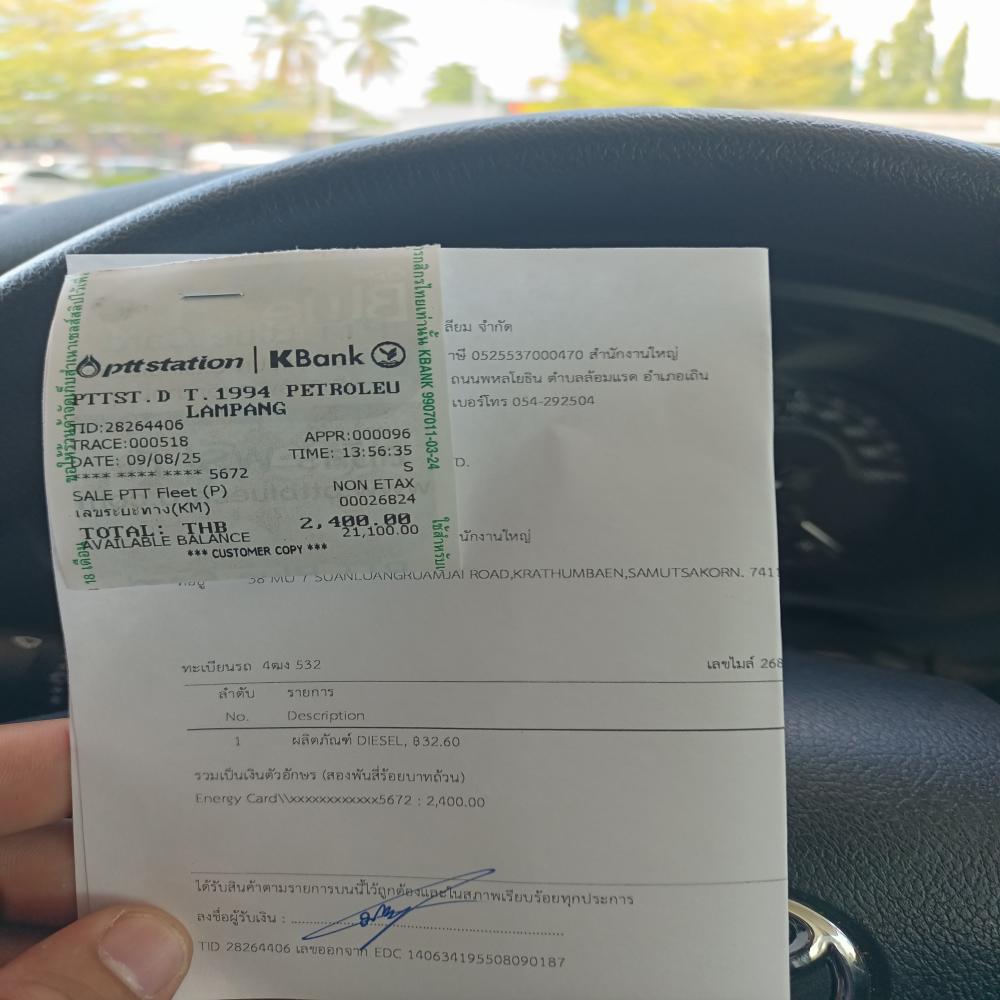 pttstation | KBank
PTTST.D T.1994 PETROLEU
LAMPANG
TID:28264406
TRACE:000518 APPR:000096
DATE: 09/08/25 TIME: 13:56:35
**** **** **** 5672 S
SALE PTT Fleet (P) NON ETAX
เลขระยะทาง(KM) 00026824
TOTAL: THB 2,400.00
AVAILABLE BALANCE 21,100.00
*** CUSTOMER COPY ***
KBANK 9907011-03-24
18 เดือน
ใช้สำหรับ
ลียม จำกัด
0525537000470 สำนักงานใหญ่
ถนนพหลโยธิน ตำบลล้อมแรด อำเภอเถิน
เบอร์โทร 054-292504
D.
นักงานใหญ่
58 MU 7 SUANLUANGRUAMJAI ROAD,KRATHUMBAEN,SAMUTSAKORN. 741
ทะเบียนรถ 4ฒง 532 เลขไมล์ 268
ลำดับ รายการ
No. Description
1 ผลิตภัณฑ์ DIESEL, ฿32.60
รวมเป็นเงินตัวอักษร (สองพันสี่ร้อยบาทถ้วน)
Energy Card\\xxxxxxxxxxxx5672 : 2,400.00
ได้รับสินค้าตามรายการบนนี้ไว้ถูกต้องและในสภาพเรียบร้อยทุกประการ
ลงชื่อผู้รับเงิน :
TID 28264406 เลขออกจาก EDC 140634195508090187